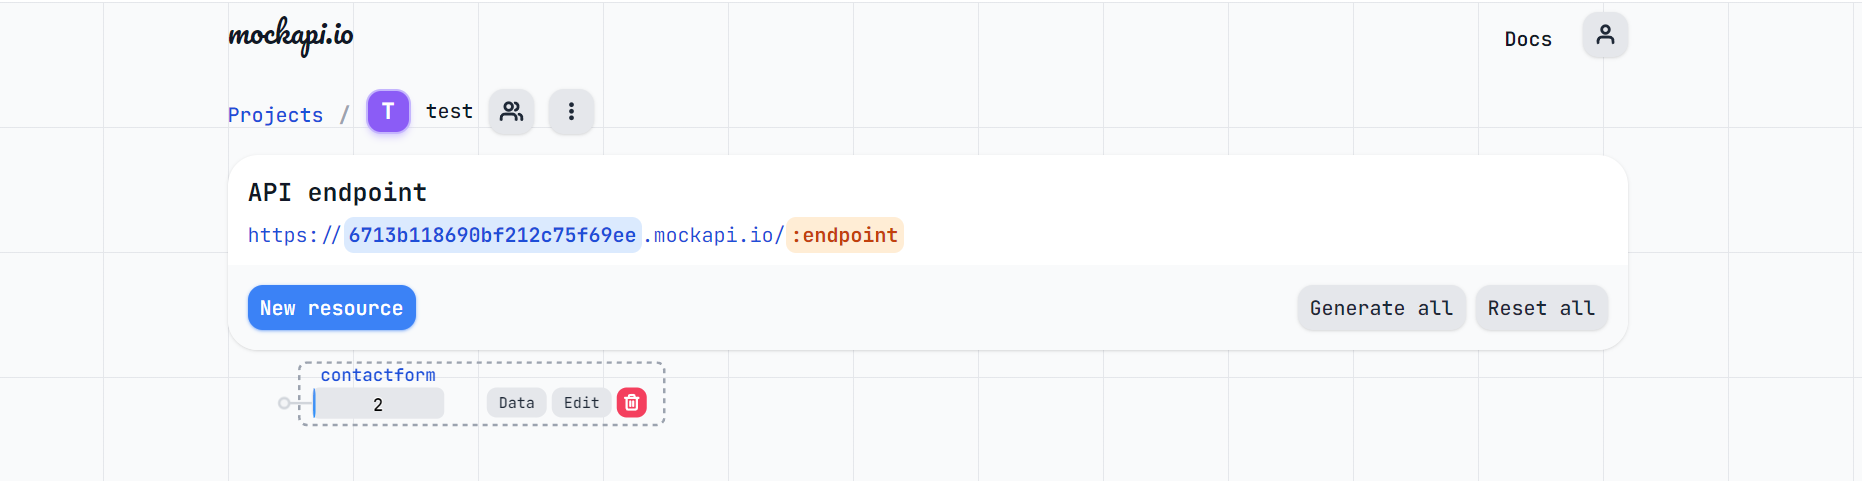 mockapi.io
Docs
Projects / T test
API endpoint
https://6713b118690bf212c75f69ee.mockapi.io/:endpoint
New resource
Generate all
Reset all
contactform
2
Data
Edit